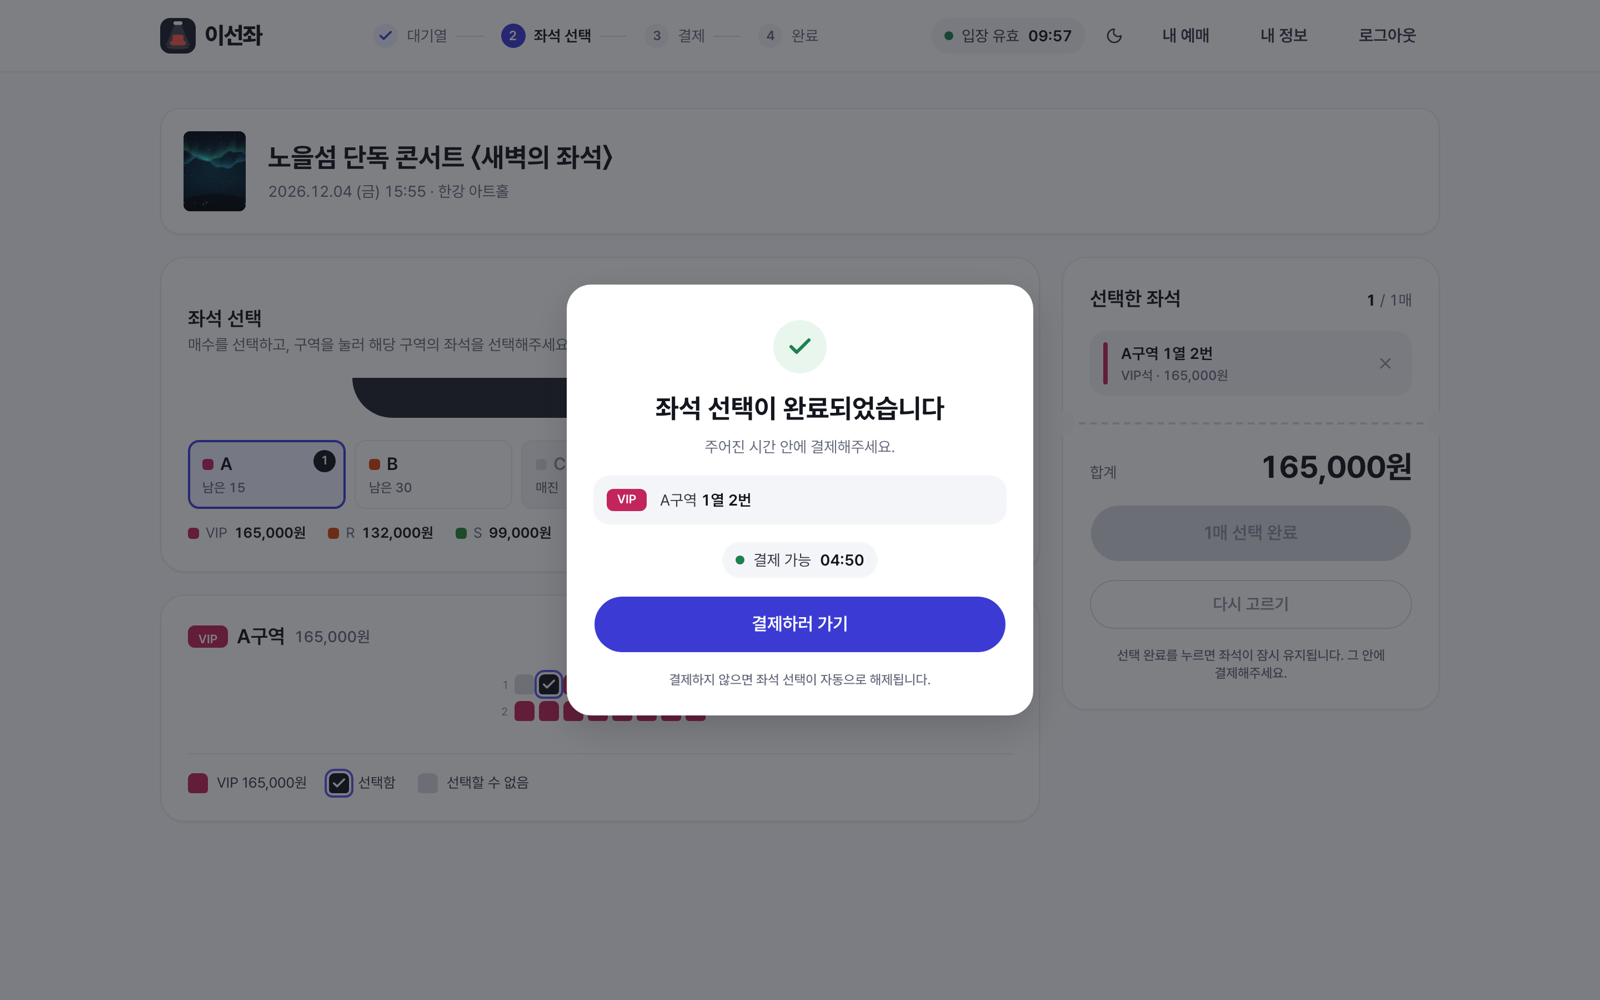 이선좌
대기열
2 좌석 선택
3 결제
4 완료
입장 유효 09:57
내 예매
내 정보
로그아웃
노을섬 단독 콘서트 〈새벽의 좌석〉
2026.12.04 (금) 15:55 · 한강 아트홀
좌석 선택
매수를 선택하고, 구역을 눌러 해당 구역의 좌석을 선택해주세요
A 1
남은 15
B
남은 30
C
매진
VIP 165,000원
R 132,000원
S 99,000원
VIP A구역 165,000원
1
2
VIP 165,000원
선택함
선택할 수 없음
좌석 선택이 완료되었습니다
주어진 시간 안에 결제해주세요.
VIP A구역 1열 2번
결제 가능 04:50
결제하러 가기
결제하지 않으면 좌석 선택이 자동으로 해제됩니다.
선택한 좌석 1 / 1매
A구역 1열 2번
VIP석 · 165,000원
합계 165,000원
1매 선택 완료
다시 고르기
선택 완료를 누르면 좌석이 잠시 유지됩니다. 그 안에
결제해주세요.